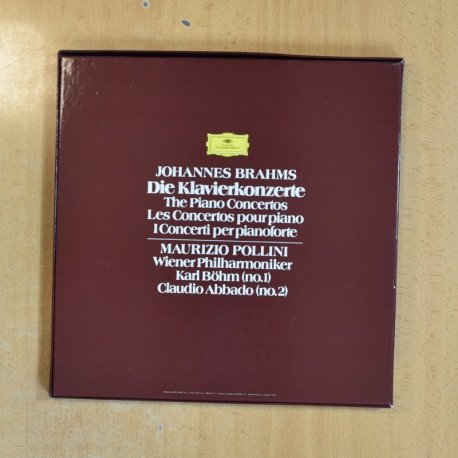 JOHANNES BRAHMS
Die Klavierkonzerte
The Piano Concertos
Les Concertos pour piano
I Concerti per pianoforte
MAURIZIO POLLINI
Wiener Philharmoniker
Karl Böhm (no.1)
Claudio Abbado (no.2)